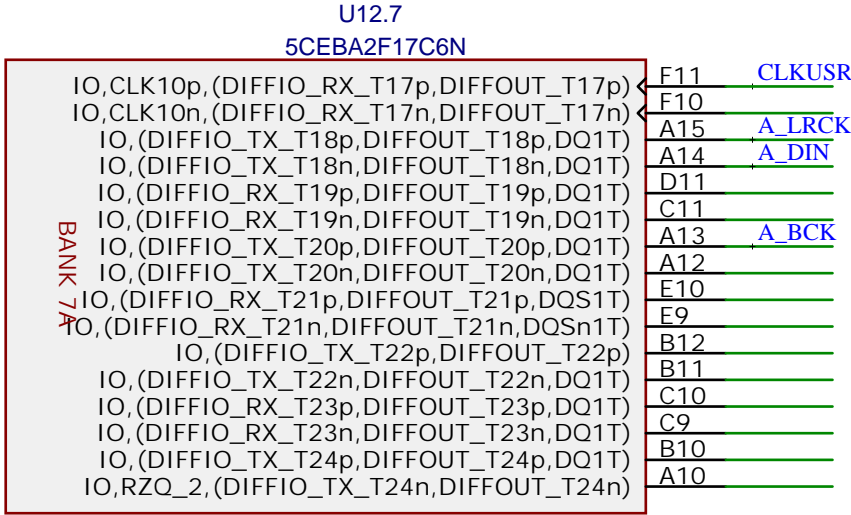 U12.7
5CEBA2F17C6N
IO,CLK10p,(DIFFIO_RX_T17p,DIFFOUT_T17p) F11 CLKUSR
IO,CLK10n,(DIFFIO_RX_T17n,DIFFOUT_T17n) F10
IO,(DIFFIO_TX_T18p,DIFFOUT_T18p,DQ1T) A15 A_LRCK
IO,(DIFFIO_TX_T18n,DIFFOUT_T18n,DQ1T) A14 A_DIN
IO,(DIFFIO_RX_T19p,DIFFOUT_T19p,DQ1T) D11
IO,(DIFFIO_RX_T19n,DIFFOUT_T19n,DQ1T) C11
IO,(DIFFIO_TX_T20p,DIFFOUT_T20p,DQ1T) A13 A_BCK
IO,(DIFFIO_TX_T20n,DIFFOUT_T20n,DQ1T) A12
IO,(DIFFIO_RX_T21p,DIFFOUT_T21p,DQS1T) E10
IO,(DIFFIO_RX_T21n,DIFFOUT_T21n,DQSn1T) E9
IO,(DIFFIO_TX_T22p,DIFFOUT_T22p) B12
IO,(DIFFIO_TX_T22n,DIFFOUT_T22n,DQ1T) B11
IO,(DIFFIO_RX_T23p,DIFFOUT_T23p,DQ1T) C10
IO,(DIFFIO_RX_T23n,DIFFOUT_T23n,DQ1T) C9
IO,(DIFFIO_TX_T24p,DIFFOUT_T24p,DQ1T) B10
IO,RZQ_2,(DIFFIO_TX_T24n,DIFFOUT_T24n) A10
BANK 7A